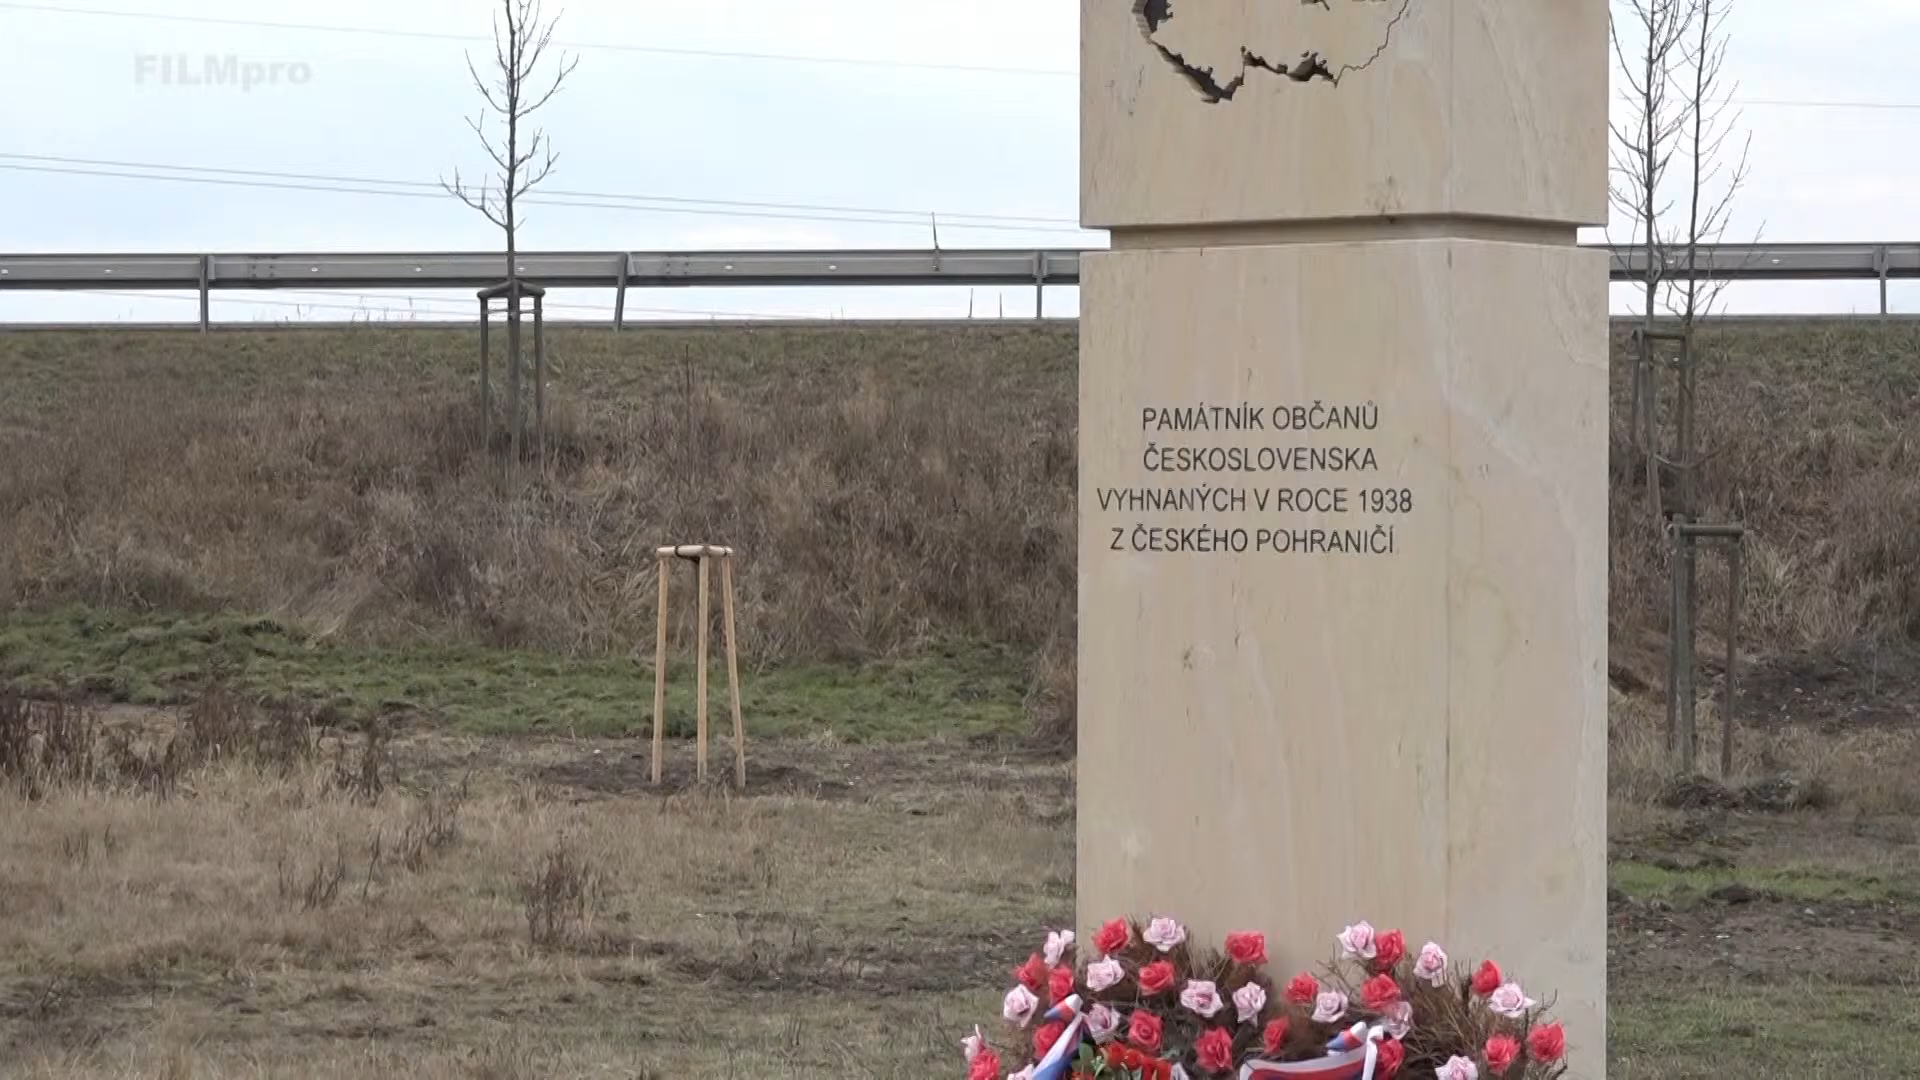 FILMpro
PAMÁTNÍK OBČANŮ
ČESKOSLOVENSKA
VYHNANÝCH V ROCE 1938
Z ČESKÉHO POHRANIČÍ